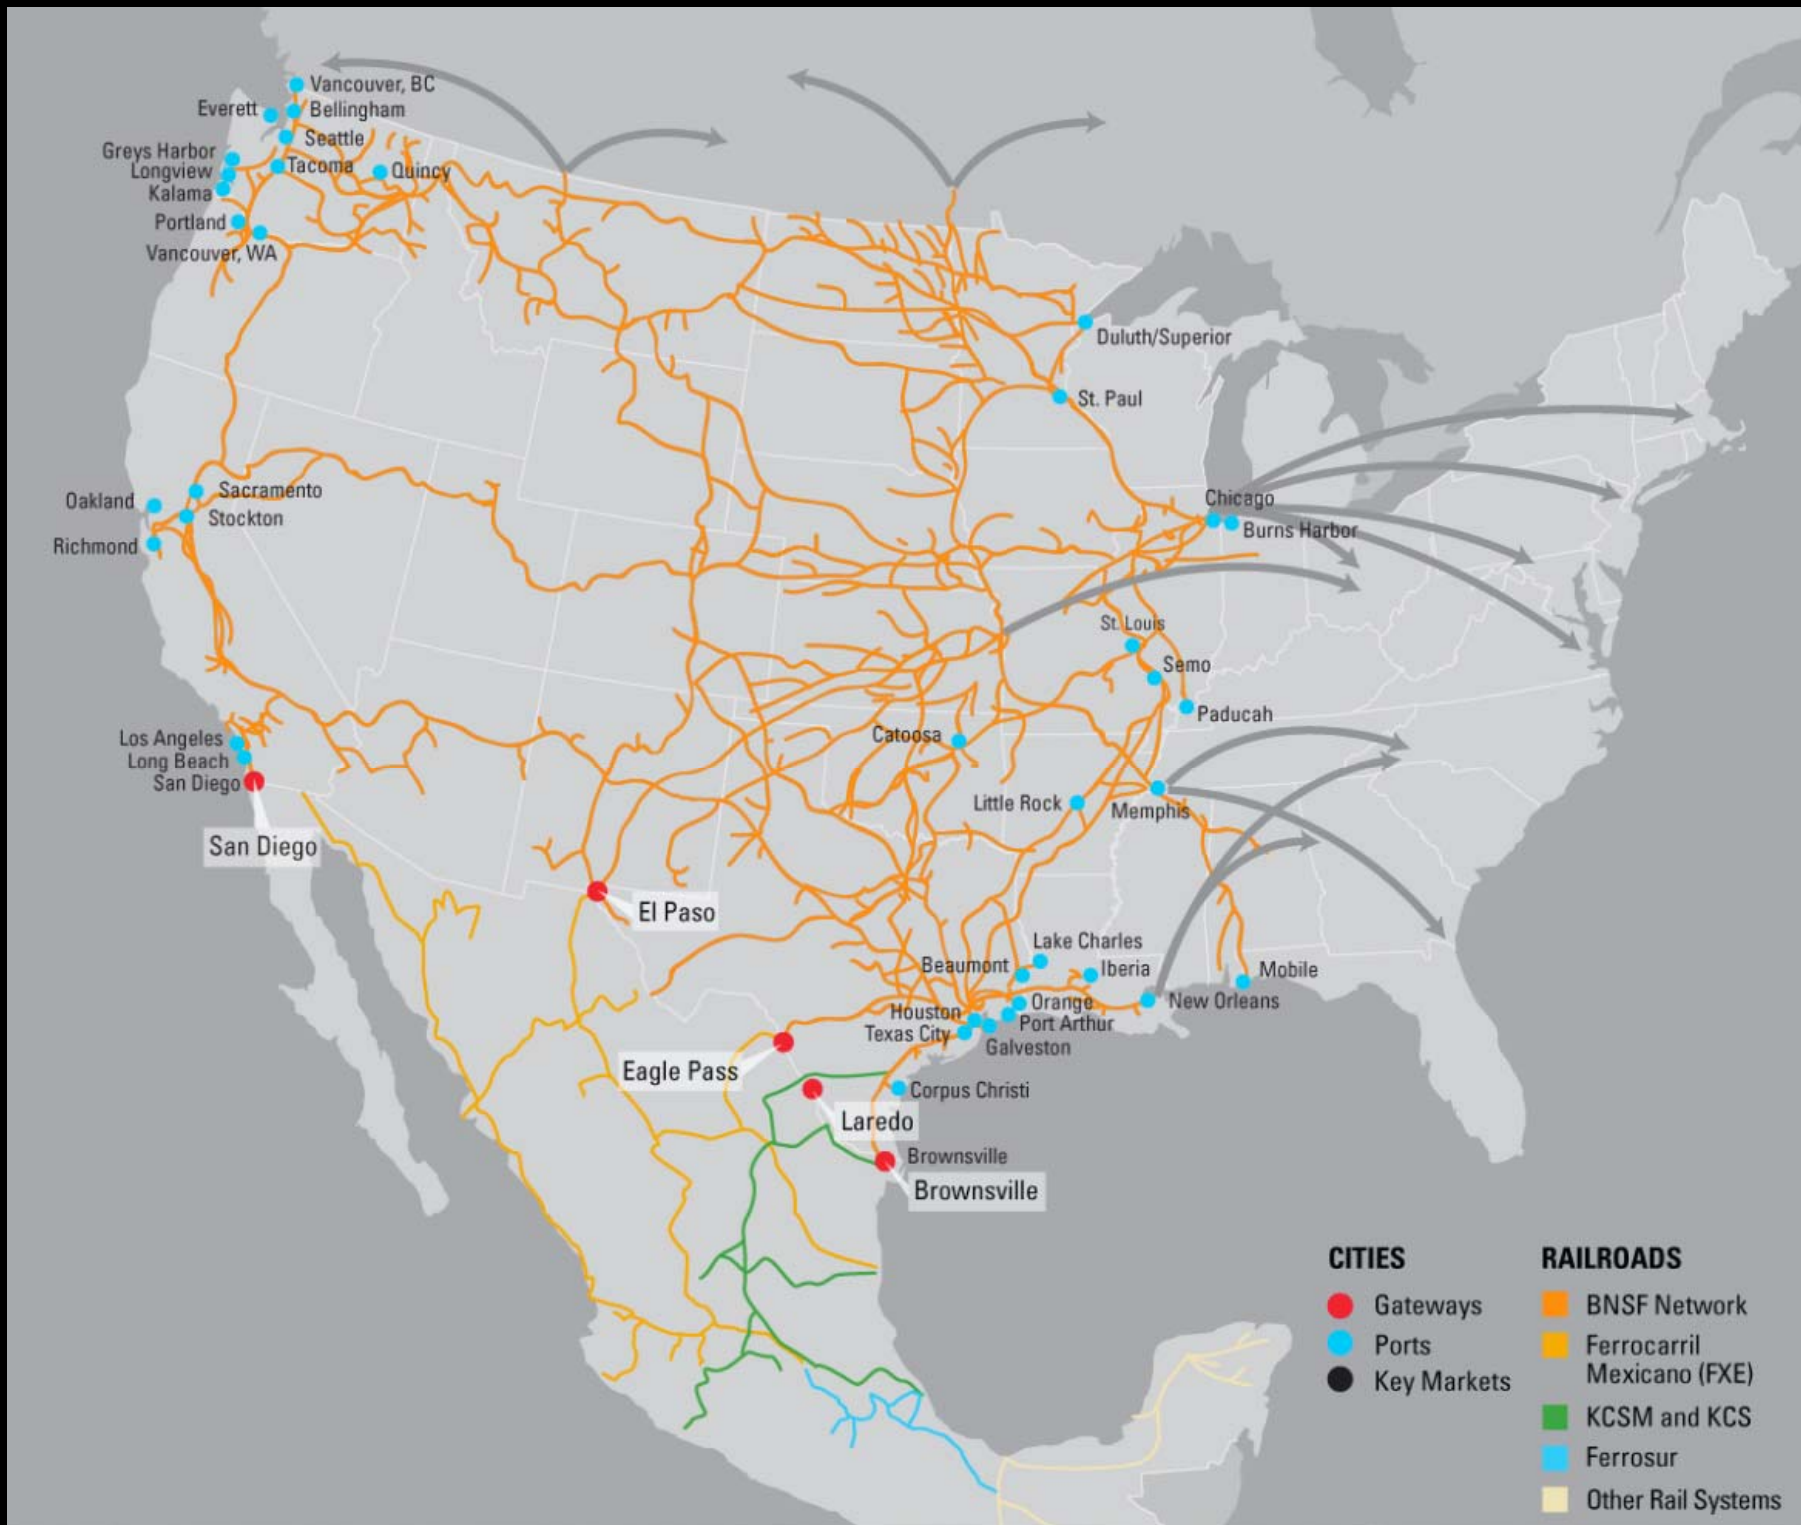 Vancouver, BC
Everett
Bellingham
Seattle
Greys Harbor
Longview
Tacoma
Quincy
Kalama
Portland
Vancouver, WA
Duluth/Superior
St. Paul
Oakland
Sacramento
Stockton
Richmond
Chicago
Burns Harbor
St. Louis
Semo
Paducah
Los Angeles
Long Beach
San Diego
Catoosa
Little Rock
Memphis
San Diego
El Paso
Lake Charles
Beaumont
Iberia
Mobile
New Orleans
Orange
Houston
Port Arthur
Texas City
Galveston
Eagle Pass
Corpus Christi
Laredo
Brownsville
Brownsville
CITIES
Gateways
Ports
Key Markets
RAILROADS
BNSF Network
Ferrocarril
Mexicano (FXE)
KCSM and KCS
Ferrosur
Other Rail Systems